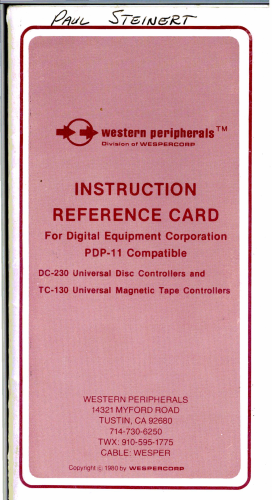 PAUL STEINERT
western peripherals™
Division of WESPERCORP
INSTRUCTION
REFERENCE CARD
For Digital Equipment Corporation
PDP-11 Compatible
DC-230 Universal Disc Controllers and
TC-130 Universal Magnetic Tape Controllers
WESTERN PERIPHERALS
14321 MYFORD ROAD
TUSTIN, CA 92680
714-730-6250
TWX: 910-595-1775
CABLE: WESPER
Copyright © 1980 by WESPERCORP